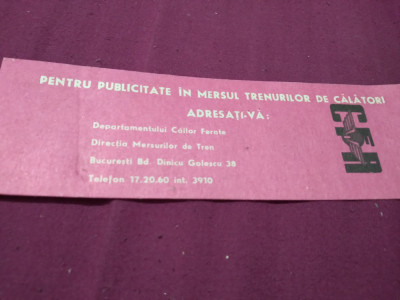 PENTRU PUBLICITATE ÎN MERSUL TRENURILOR DE CĂLĂTORI
ADRESAȚI-VĂ:
Departamentului Căilor Ferate
Direcția Mersurilor de Tren
București Bd. Dinicu Golescu 38
Telefon 17.20.60 int. 3910
CFR